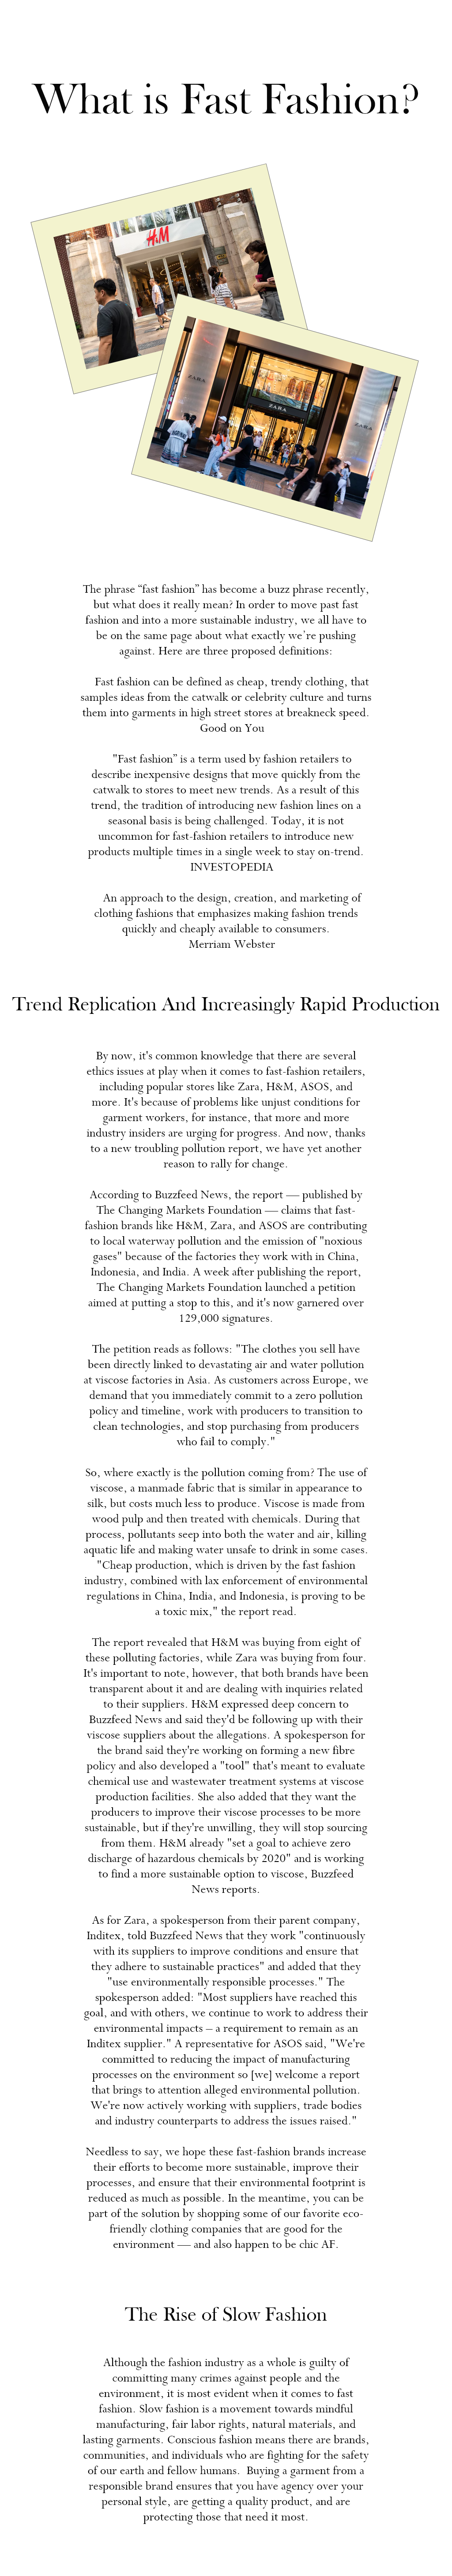 What is Fast Fashion?
H&M
ZARA
ZARA
ZARA
The phrase “fast fashion” has become a buzz phrase recently,
but what does it really mean? In order to move past fast
fashion and into a more sustainable industry, we all have to
be on the same page about what exactly we’re pushing
against. Here are three proposed definitions:
Fast fashion can be defined as cheap, trendy clothing, that
samples ideas from the catwalk or celebrity culture and turns
them into garments in high street stores at breakneck speed.
Good on You
"Fast fashion” is a term used by fashion retailers to
describe inexpensive designs that move quickly from the
catwalk to stores to meet new trends. As a result of this
trend, the tradition of introducing new fashion lines on a
seasonal basis is being challenged. Today, it is not
uncommon for fast-fashion retailers to introduce new
products multiple times in a single week to stay on-trend.
INVESTOPEDIA
An approach to the design, creation, and marketing of
clothing fashions that emphasizes making fashion trends
quickly and cheaply available to consumers.
Merriam Webster
Trend Replication And Increasingly Rapid Production
By now, it's common knowledge that there are several
ethics issues at play when it comes to fast-fashion retailers,
including popular stores like Zara, H&M, ASOS, and
more. It's because of problems like unjust conditions for
garment workers, for instance, that more and more
industry insiders are urging for progress. And now, thanks
to a new troubling pollution report, we have yet another
reason to rally for change.
According to Buzzfeed News, the report — published by
The Changing Markets Foundation — claims that fast-
fashion brands like H&M, Zara, and ASOS are contributing
to local waterway pollution and the emission of "noxious
gases" because of the factories they work with in China,
Indonesia, and India. A week after publishing the report,
The Changing Markets Foundation launched a petition
aimed at putting a stop to this, and it's now garnered over
129,000 signatures.
The petition reads as follows: "The clothes you sell have
been directly linked to devastating air and water pollution
at viscose factories in Asia. As customers across Europe, we
demand that you immediately commit to a zero pollution
policy and timeline, work with producers to transition to
clean technologies, and stop purchasing from producers
who fail to comply."
So, where exactly is the pollution coming from? The use of
viscose, a manmade fabric that is similar in appearance to
silk, but costs much less to produce. Viscose is made from
wood pulp and then treated with chemicals. During that
process, pollutants seep into both the water and air, killing
aquatic life and making water unsafe to drink in some cases.
"Cheap production, which is driven by the fast fashion
industry, combined with lax enforcement of environmental
regulations in China, India, and Indonesia, is proving to be
a toxic mix," the report read.
The report revealed that H&M was buying from eight of
these polluting factories, while Zara was buying from four.
It's important to note, however, that both brands have been
transparent about it and are dealing with inquiries related
to their suppliers. H&M expressed deep concern to
Buzzfeed News and said they'd be following up with their
viscose suppliers about the allegations. A spokesperson for
the brand said they're working on forming a new fibre
policy and also developed a "tool" that's meant to evaluate
chemical use and wastewater treatment systems at viscose
production facilities. She also added that they want the
producers to improve their viscose processes to be more
sustainable, but if they're unwilling, they will stop sourcing
from them. H&M already "set a goal to achieve zero
discharge of hazardous chemicals by 2020" and is working
to find a more sustainable option to viscose, Buzzfeed
News reports.
As for Zara, a spokesperson from their parent company,
Inditex, told Buzzfeed News that they work "continuously
with its suppliers to improve conditions and ensure that
they adhere to sustainable practices" and added that they
"use environmentally responsible processes." The
spokesperson added: "Most suppliers have reached this
goal, and with others, we continue to work to address their
environmental impacts – a requirement to remain as an
Inditex supplier." A representative for ASOS said, "We're
committed to reducing the impact of manufacturing
processes on the environment so [we] welcome a report
that brings to attention alleged environmental pollution.
We're now actively working with suppliers, trade bodies
and industry counterparts to address the issues raised."
Needless to say, we hope these fast-fashion brands increase
their efforts to become more sustainable, improve their
processes, and ensure that their environmental footprint is
reduced as much as possible. In the meantime, you can be
part of the solution by shopping some of our favorite eco-
friendly clothing companies that are good for the
environment — and also happen to be chic AF.
The Rise of Slow Fashion
Although the fashion industry as a whole is guilty of
committing many crimes against people and the
environment, it is most evident when it comes to fast
fashion. Slow fashion is a movement towards mindful
manufacturing, fair labor rights, natural materials, and
lasting garments. Conscious fashion means there are brands,
communities, and individuals who are fighting for the safety
of our earth and fellow humans.  Buying a garment from a
responsible brand ensures that you have agency over your
personal style, are getting a quality product, and are
protecting those that need it most.